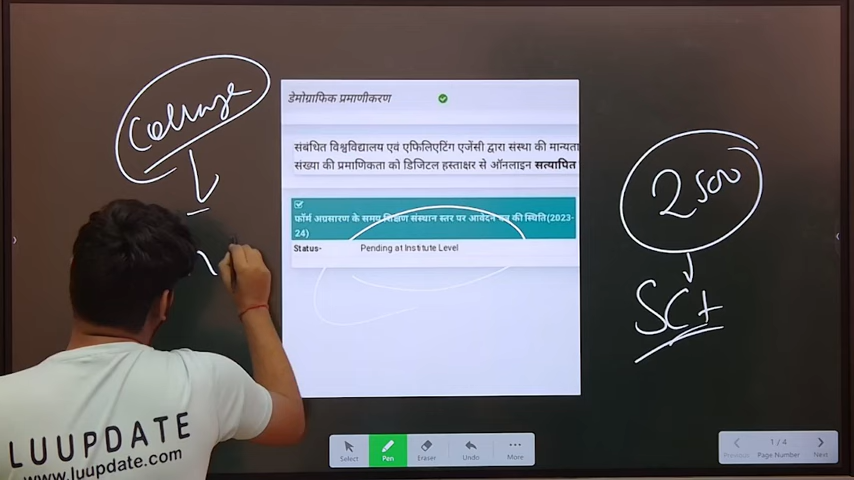 Collage
डेमोग्राफिक प्रमाणीकरण
संबंधित विश्वविद्यालय एवं एफिलिएटिंग एजेंसी द्वारा संस्था की मान्यता
संख्या की प्रमाणिकता को डिजिटल हस्ताक्षर से ऑनलाइन सत्यापित
फॉर्म अग्रसारण के समय शिक्षण संस्थान स्तर पर आवेदन पत्र की स्थिति(2023-
24)
Status- Pending at Institute Level
2500
SC+
LUUPDATE
www.luupdate.com
Select
Pen
Eraser
Undo
More
Previous
1 / 4
Page Number
Next